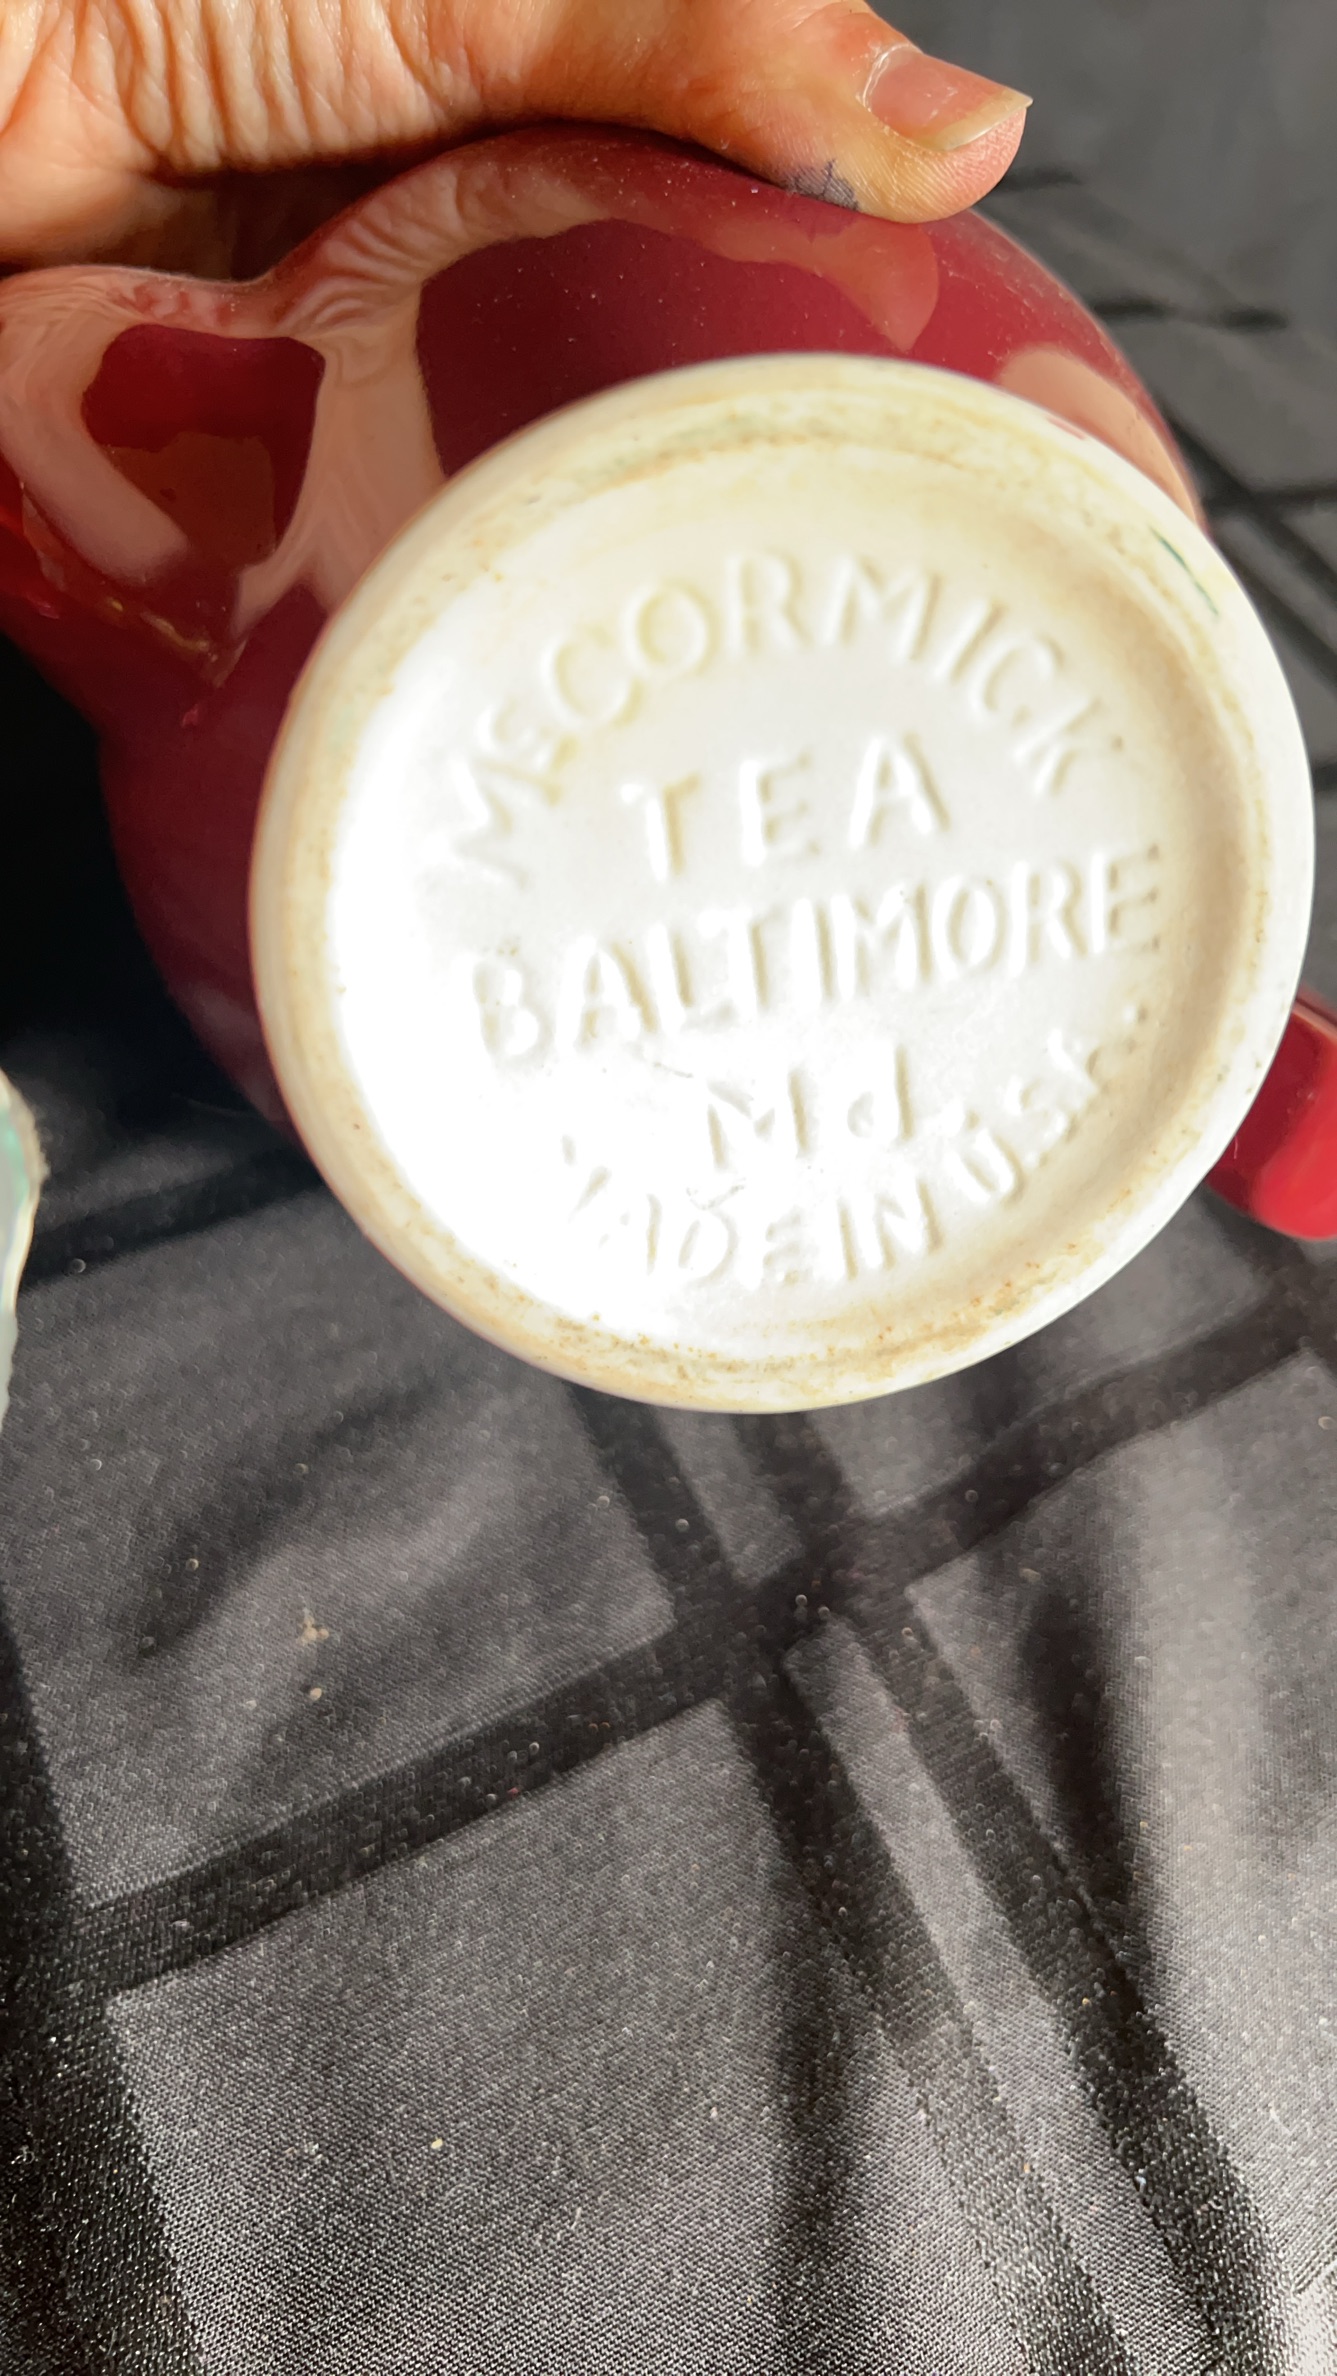 McCORMICK
TEA
BALTIMORE
Md.
MADE IN U.S.A.